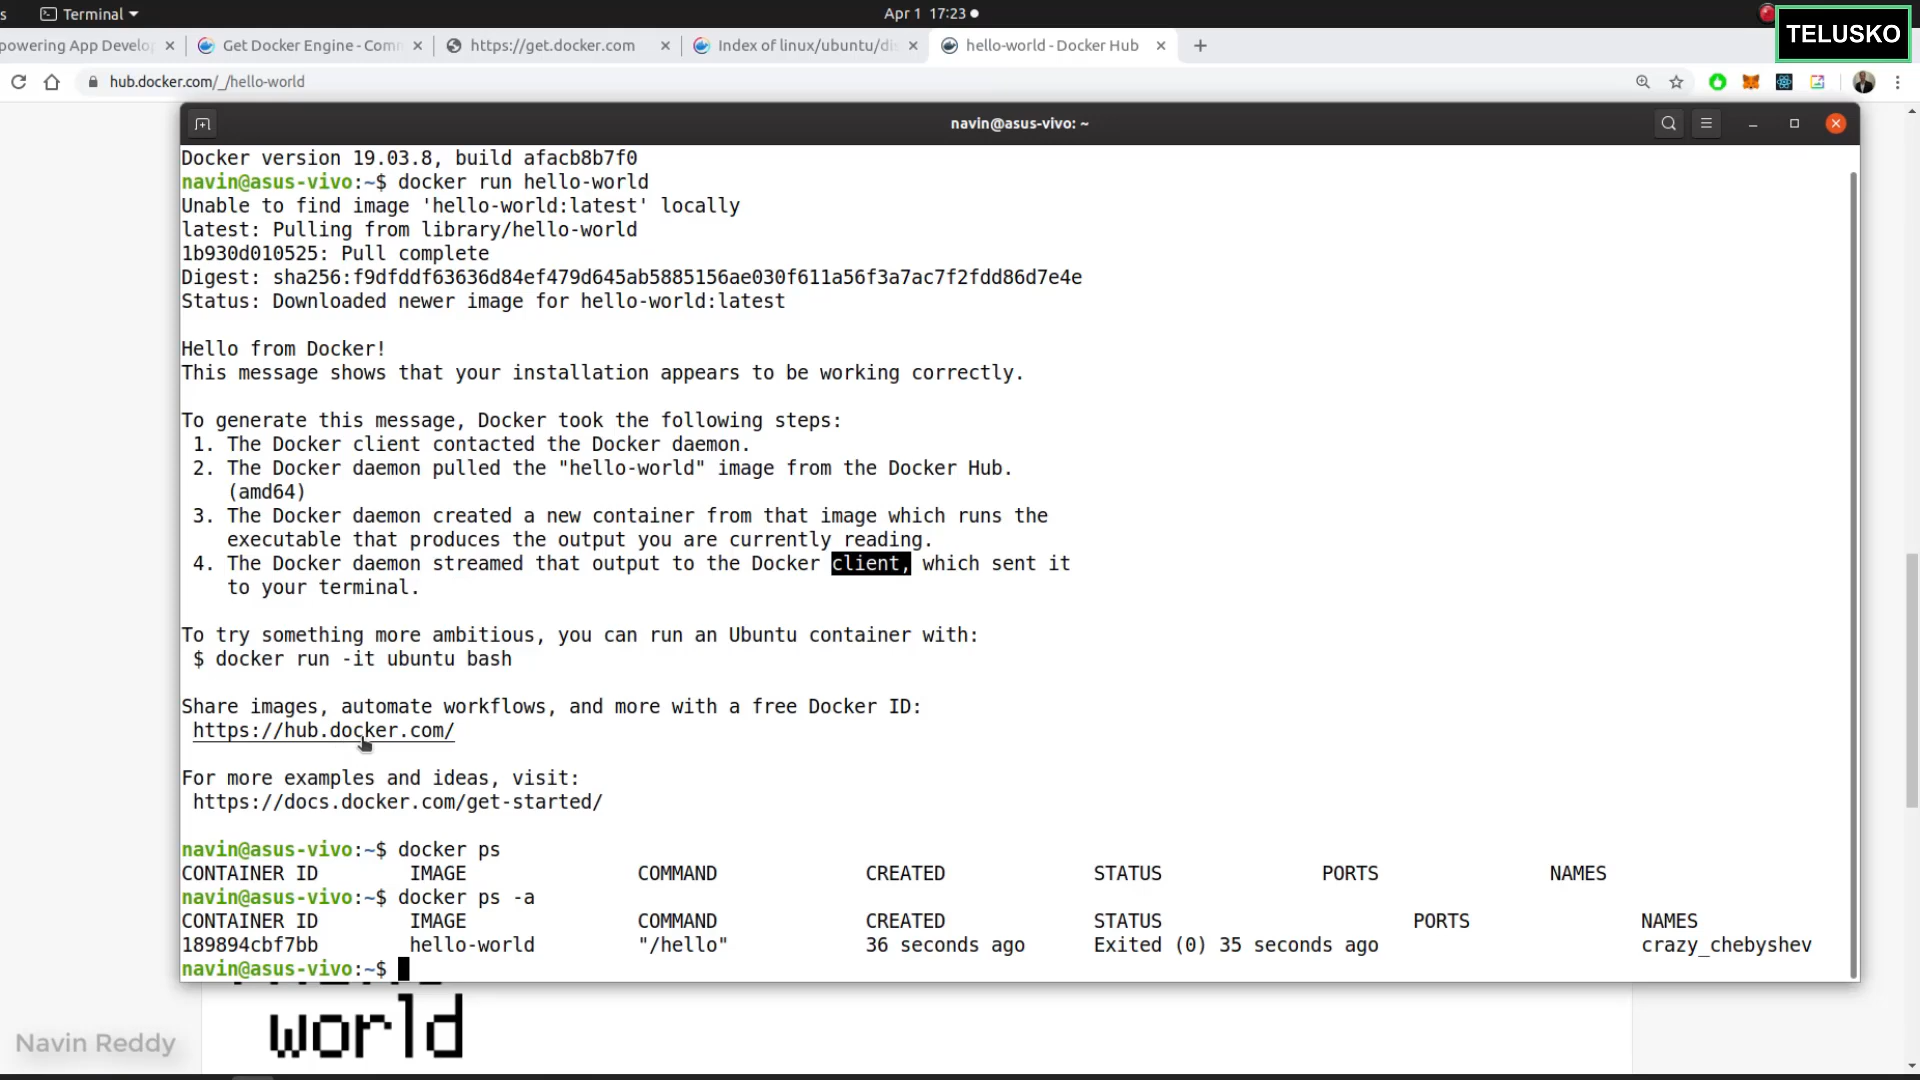 s Terminal Apr 1 17:23
TELUSKO
powering App Develo Get Docker Engine - Comm https://get.docker.com Index of linux/ubuntu/di hello-world - Docker Hub
hub.docker.com/_/hello-world
navin@asus-vivo: ~
Docker version 19.03.8, build afacb8b7f0
navin@asus-vivo:~$ docker run hello-world
Unable to find image 'hello-world:latest' locally
latest: Pulling from library/hello-world
1b930d010525: Pull complete
Digest: sha256:f9dfddf63636d84ef479d645ab5885156ae030f611a56f3a7ac7f2fdd86d7e4e
Status: Downloaded newer image for hello-world:latest
Hello from Docker!
This message shows that your installation appears to be working correctly.
To generate this message, Docker took the following steps:
1. The Docker client contacted the Docker daemon.
2. The Docker daemon pulled the "hello-world" image from the Docker Hub.
(amd64)
3. The Docker daemon created a new container from that image which runs the
executable that produces the output you are currently reading.
4. The Docker daemon streamed that output to the Docker client, which sent it
to your terminal.
To try something more ambitious, you can run an Ubuntu container with:
$ docker run -it ubuntu bash
Share images, automate workflows, and more with a free Docker ID:
https://hub.docker.com/
For more examples and ideas, visit:
https://docs.docker.com/get-started/
navin@asus-vivo:~$ docker ps
CONTAINER ID IMAGE COMMAND CREATED STATUS PORTS NAMES
navin@asus-vivo:~$ docker ps -a
CONTAINER ID IMAGE COMMAND CREATED STATUS PORTS NAMES
189894cbf7bb hello-world "/hello" 36 seconds ago Exited (0) 35 seconds ago crazy_chebyshev
navin@asus-vivo:~$
world
Navin Reddy